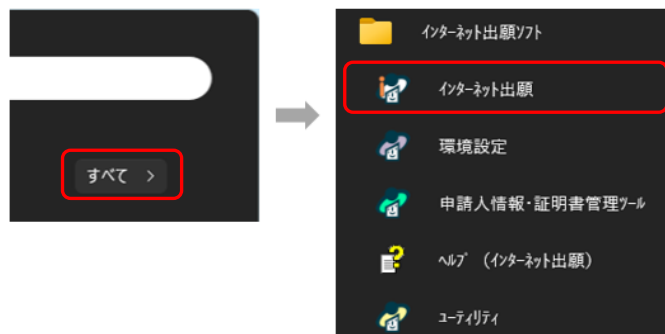 すべて >
インターネット出願ソフト
インターネット出願
環境設定
申請人情報・証明書管理ツール
ヘルプ （インターネット出願）
ユーティリティ